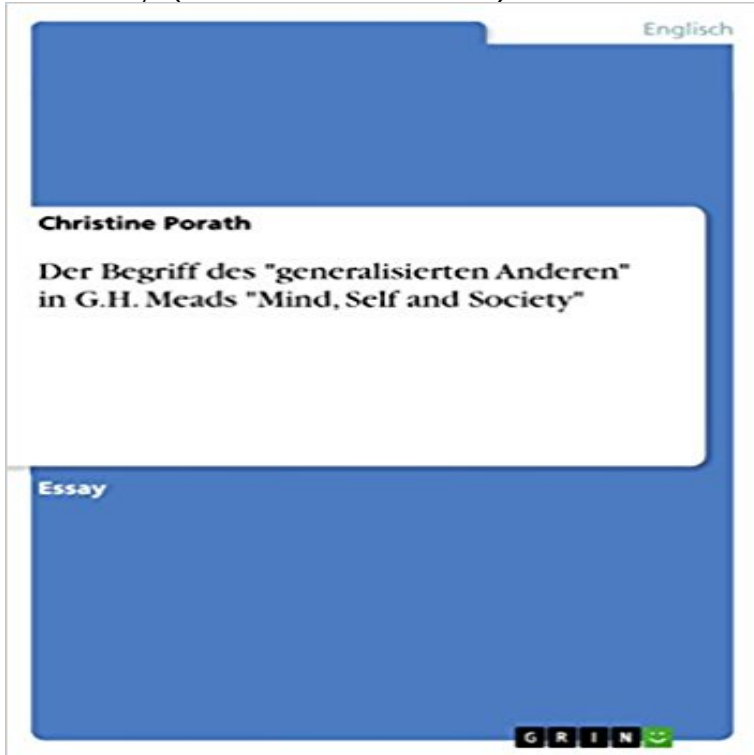 Englisch
Christine Porath
Der Begriff des "generalisierten Anderen"
in G.H. Meads "Mind, Self and Society"
Essay
GRIN